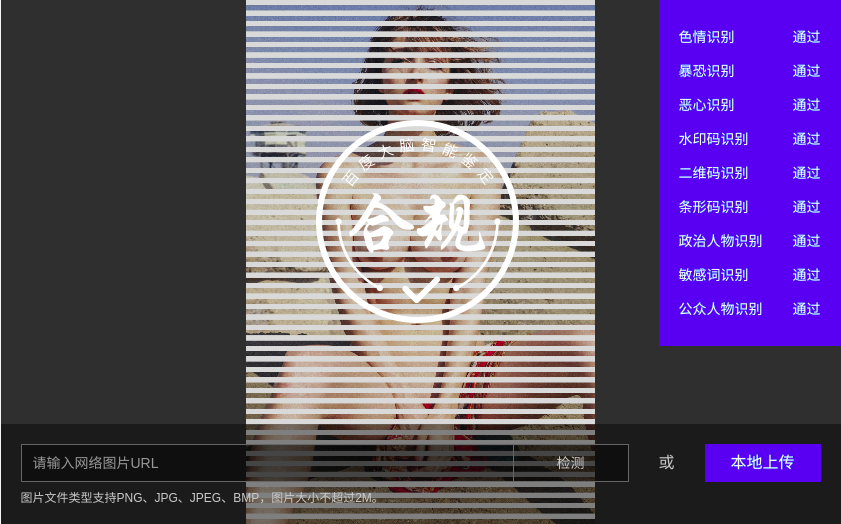 百度大脑智能鉴定
合规
色情识别 通过
暴恐识别 通过
恶心识别 通过
水印码识别 通过
二维码识别 通过
条形码识别 通过
政治人物识别 通过
敏感词识别 通过
公众人物识别 通过
请输入网络图片URL 检测 或 本地上传
图片文件类型支持PNG、JPG、JPEG、BMP，图片大小不超过2M。